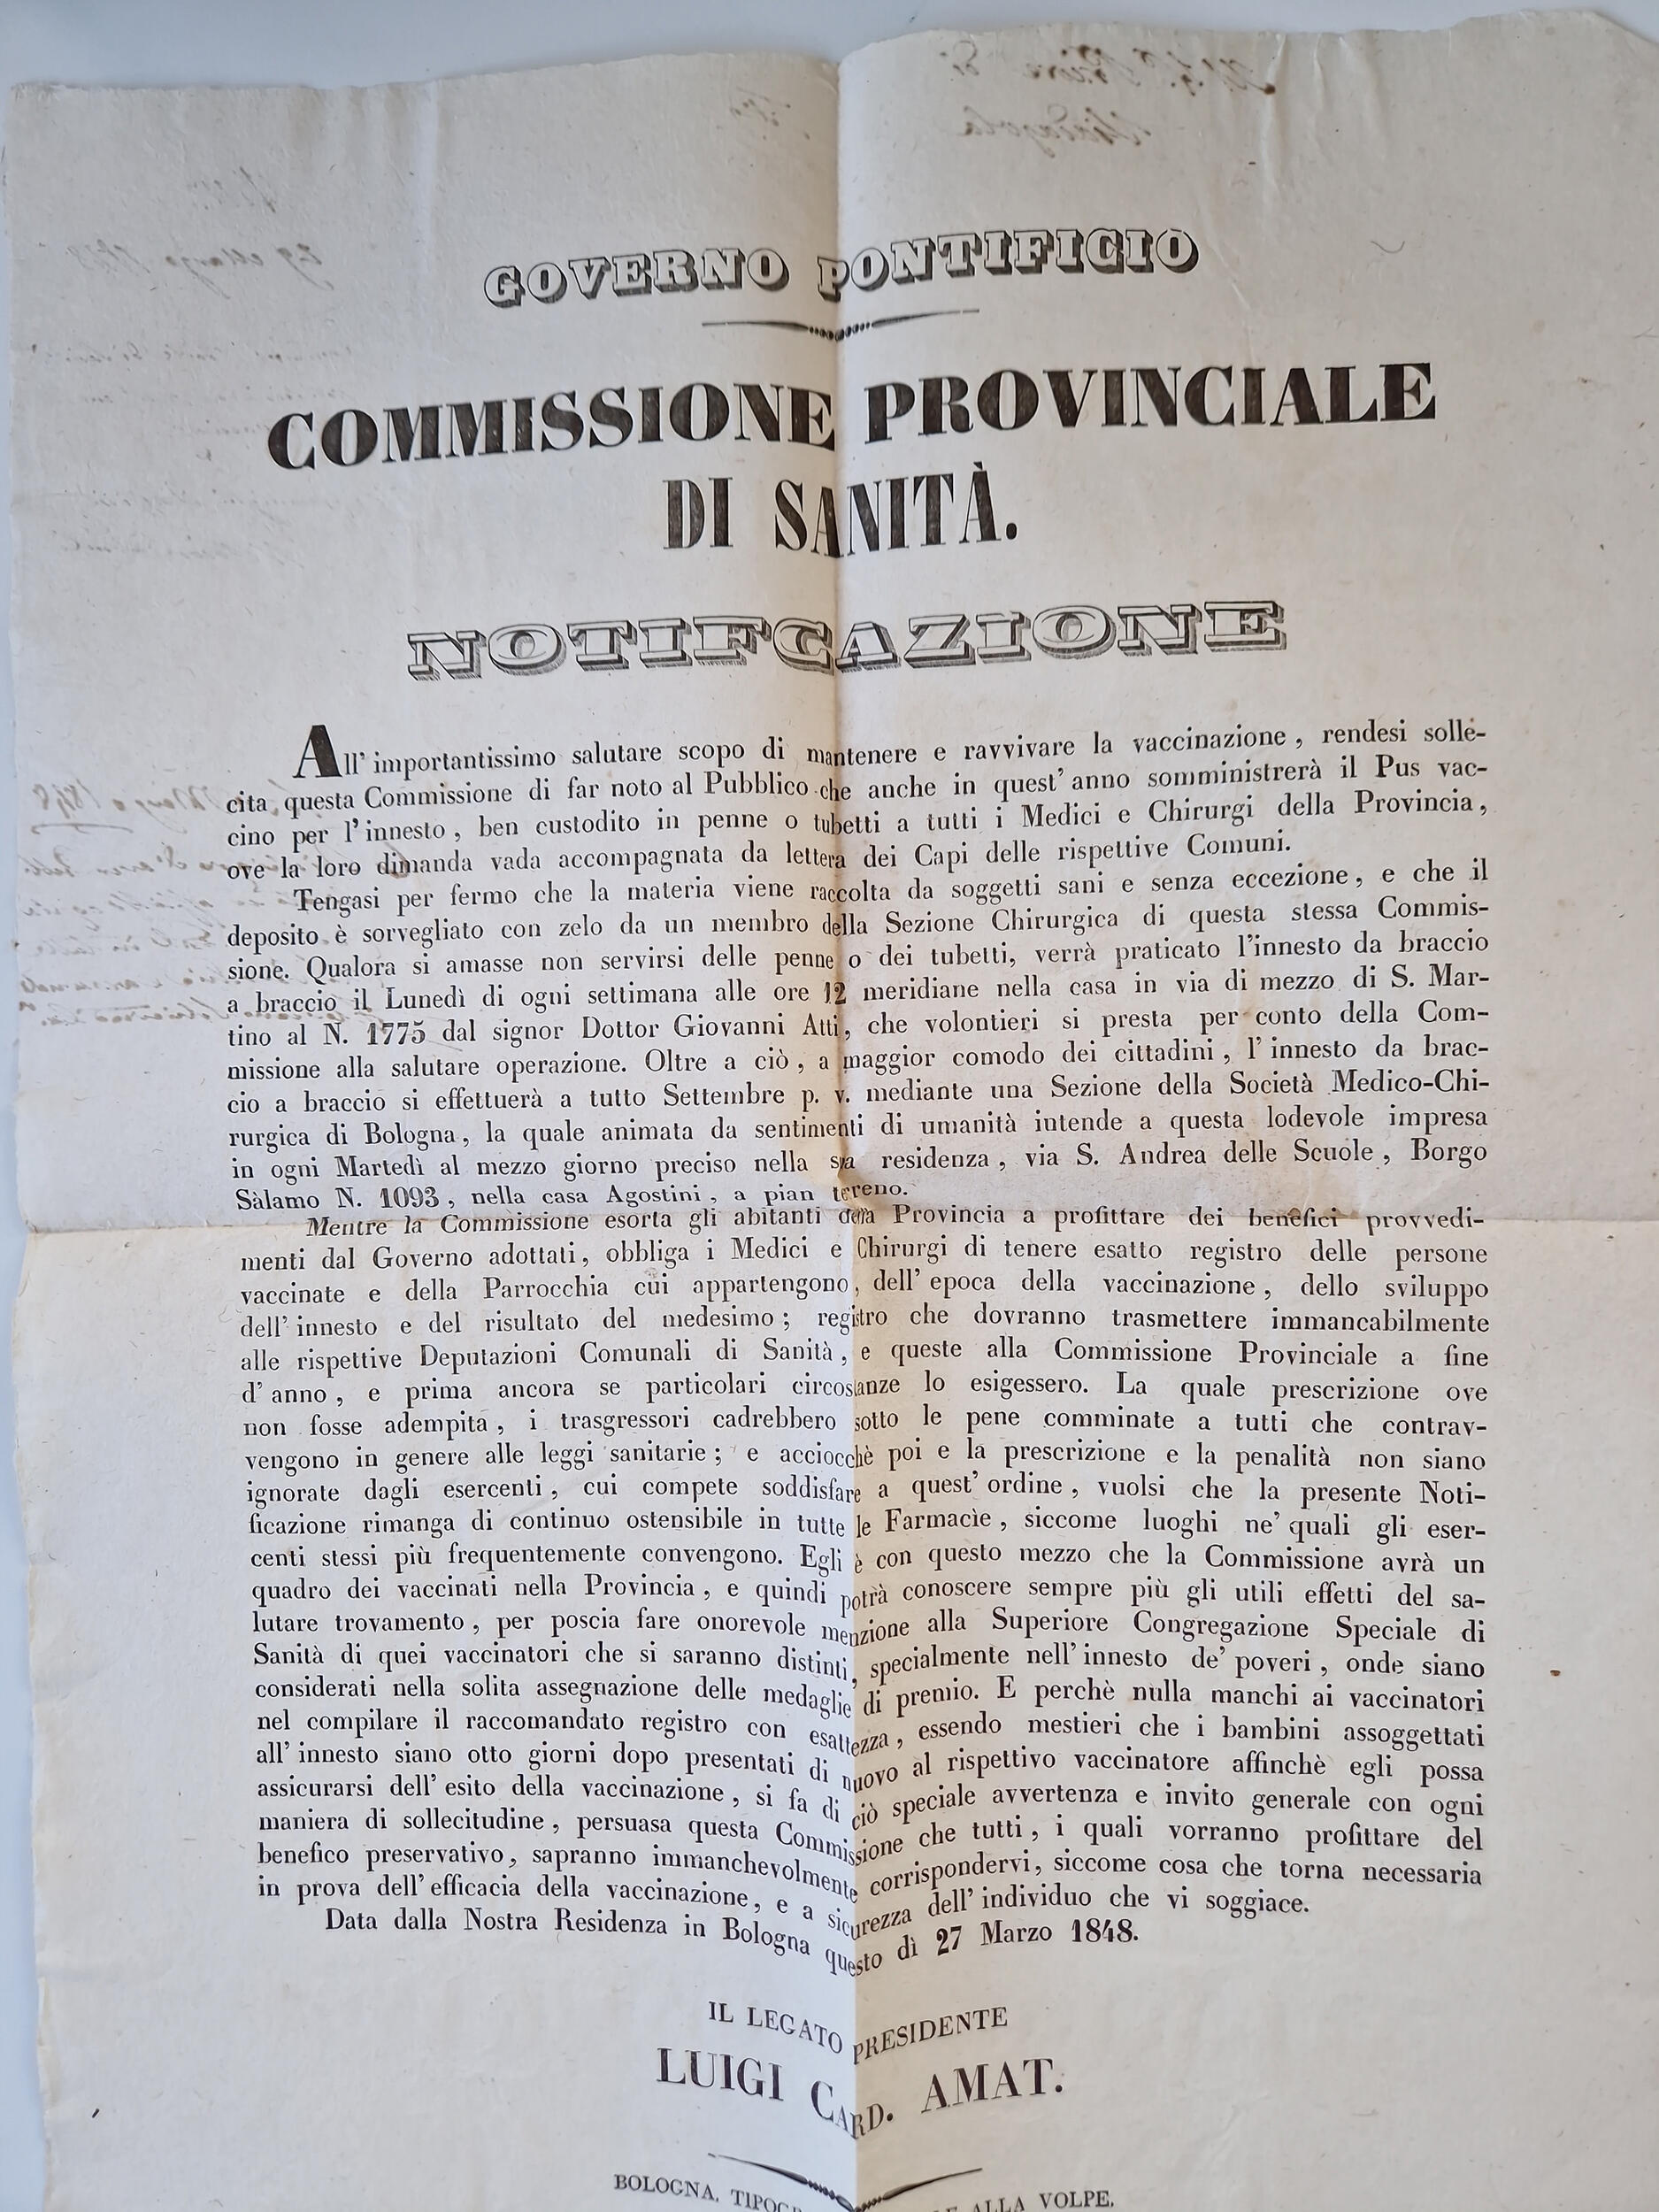 GOVERNO PONTIFICIO
COMMISSIONE PROVINCIALE
DI SANITÀ.
NOTIFCAZIONE
All' importantissimo salutare scopo di mantenere e ravvivare la vaccinazione, rendesi solle-
cita questa Commissione di far noto al Pubblico che anche in quest' anno somministrerà il Pus vac-
cino per l'innesto, ben custodito in penne o tubetti a tutti i Medici e Chirurgi della Provincia,
ove la loro dimanda vada accompagnata da lettera dei Capi delle rispettive Comuni.
Tengasi per fermo che la materia viene raccolta da soggetti sani e senza eccezione, e che il
deposito è sorvegliato con zelo da un membro della Sezione Chirurgica di questa stessa Commis-
sione. Qualora si amasse non servirsi delle penne o dei tubetti, verrà praticato l'innesto da braccio
a braccio il Lunedì di ogni settimana alle ore 12 meridiane nella casa in via di mezzo di S. Mar-
tino al N. 1775 dal signor Dottor Giovanni Atti, che volontieri si presta per conto della Com-
missione alla salutare operazione. Oltre a ciò, a maggior comodo dei cittadini, l' innesto da brac-
cio a braccio si effettuerà a tutto Settembre p. v. mediante una Sezione della Società Medico-Chi-
rurgica di Bologna, la quale animata da sentimenti di umanità intende a questa lodevole impresa
in ogni Martedì al mezzo giorno preciso nella sua residenza, via S. Andrea delle Scuole, Borgo
Sàlamo N. 1093, nella casa Agostini, a pian terreno.
Mentre la Commissione esorta gli abitanti della Provincia a profittare dei benefici provvedi-
menti dal Governo adottati, obbliga i Medici e Chirurgi di tenere esatto registro delle persone
vaccinate e della Parrocchia cui appartengono, dell' epoca della vaccinazione, dello sviluppo
dell' innesto e del risultato del medesimo; registro che dovranno trasmettere immancabilmente
alle rispettive Deputazioni Comunali di Sanità, e queste alla Commissione Provinciale a fine
d' anno, e prima ancora se particolari circostanze lo esigessero. La quale prescrizione ove
non fosse adempita, i trasgressori cadrebbero sotto le pene comminate a tutti che contrav-
vengono in genere alle leggi sanitarie; e acciocchè poi e la prescrizione e la penalità non siano
ignorate dagli esercenti, cui compete soddisfare a quest' ordine, vuolsi che la presente Noti-
ficazione rimanga di continuo ostensibile in tutte le Farmacìe, siccome luoghi ne' quali gli eser-
centi stessi più frequentemente convengono. Egli è con questo mezzo che la Commissione avrà un
quadro dei vaccinati nella Provincia, e quindi potrà conoscere sempre più gli utili effetti del sa-
lutare trovamento, per poscia fare onorevole menzione alla Superiore Congregazione Speciale di
Sanità di quei vaccinatori che si saranno distinti, specialmente nell' innesto de' poveri, onde siano
considerati nella solita assegnazione delle medaglie di premio. E perchè nulla manchi ai vaccinatori
nel compilare il raccomandato registro con esattezza, essendo mestieri che i bambini assoggettati
all' innesto siano otto giorni dopo presentati di nuovo al rispettivo vaccinatore affinchè egli possa
assicurarsi dell' esito della vaccinazione, si fa di ciò speciale avvertenza e invito generale con ogni
maniera di sollecitudine, persuasa questa Commissione che tutti, i quali vorranno profittare del
benefico preservativo, sapranno immanchevolmente corrispondervi, siccome cosa che torna necessaria
in prova dell' efficacia della vaccinazione, e a sicurezza dell' individuo che vi soggiace.
Data dalla Nostra Residenza in Bologna questo dì 27 Marzo 1848.
IL LEGATO PRESIDENTE
LUIGI CARD. AMAT.
BOLOGNA, ALLA VOLPE.